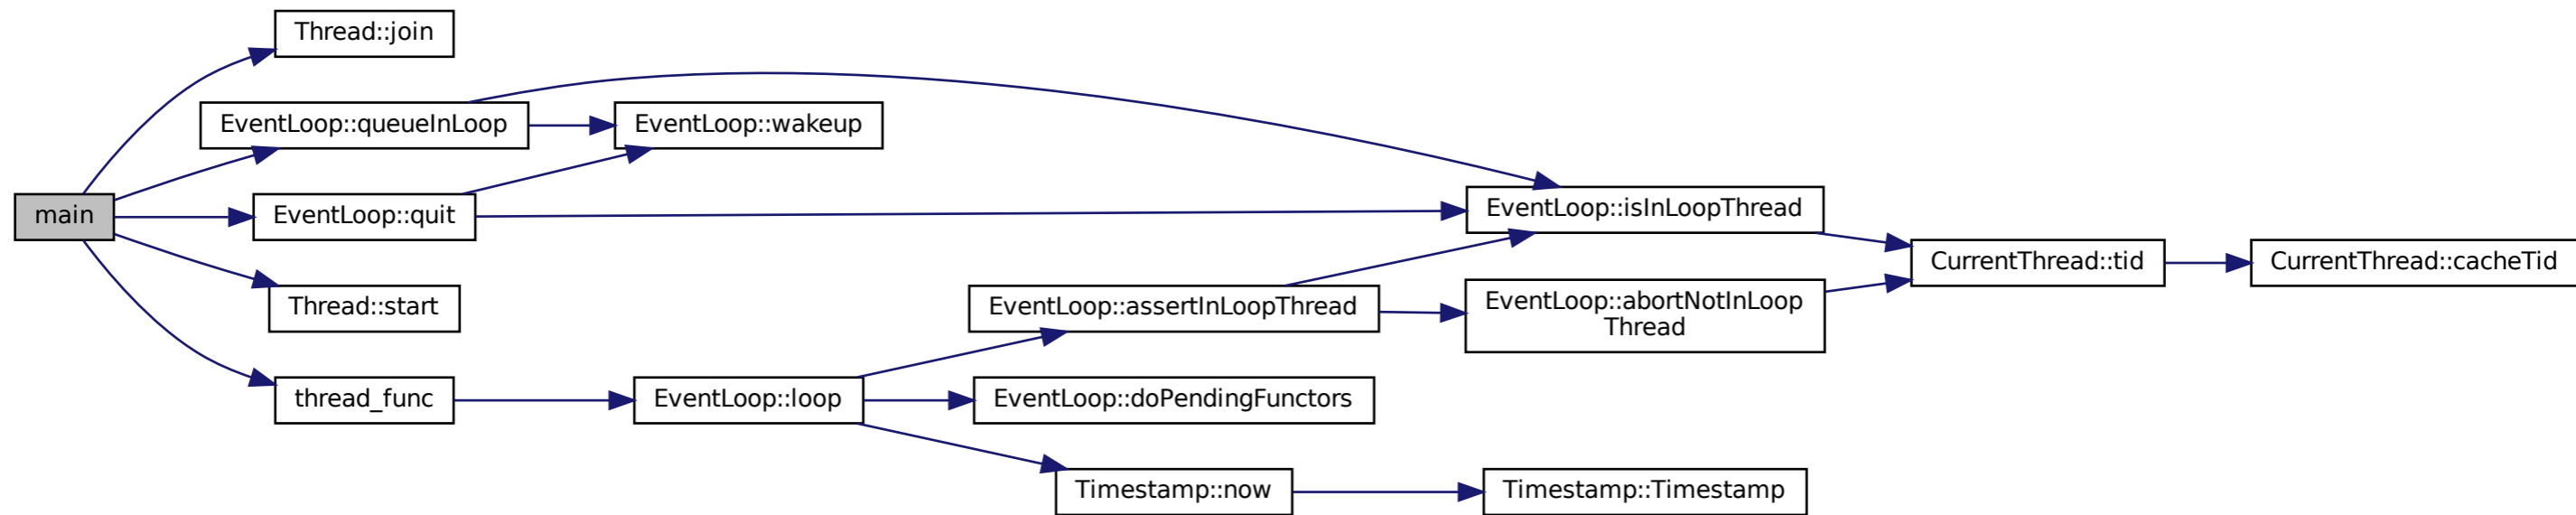 Thread::join
EventLoop::queueInLoop
EventLoop::wakeup
main
EventLoop::quit
EventLoop::isInLoopThread
CurrentThread::tid
CurrentThread::cacheTid
Thread::start
EventLoop::assertInLoopThread
EventLoop::abortNotInLoop
Thread
thread_func
EventLoop::loop
EventLoop::doPendingFunctors
Timestamp::now
Timestamp::Timestamp